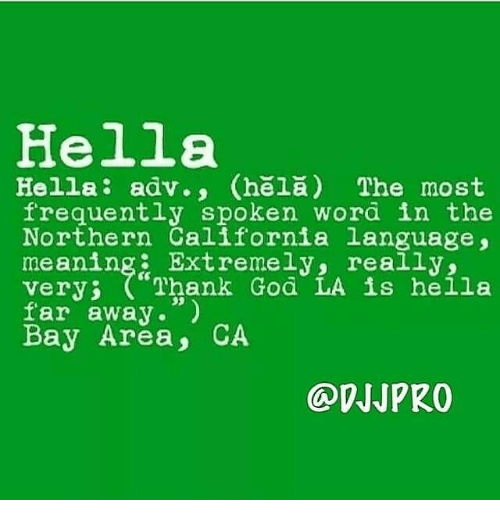 Hella
Hella: adv., (hĕlă) The most
frequently spoken word in the
Northern California language,
meaning: Extremely, really,
very; ("Thank God LA is hella
far away.")
Bay Area, CA
@DJJPRO